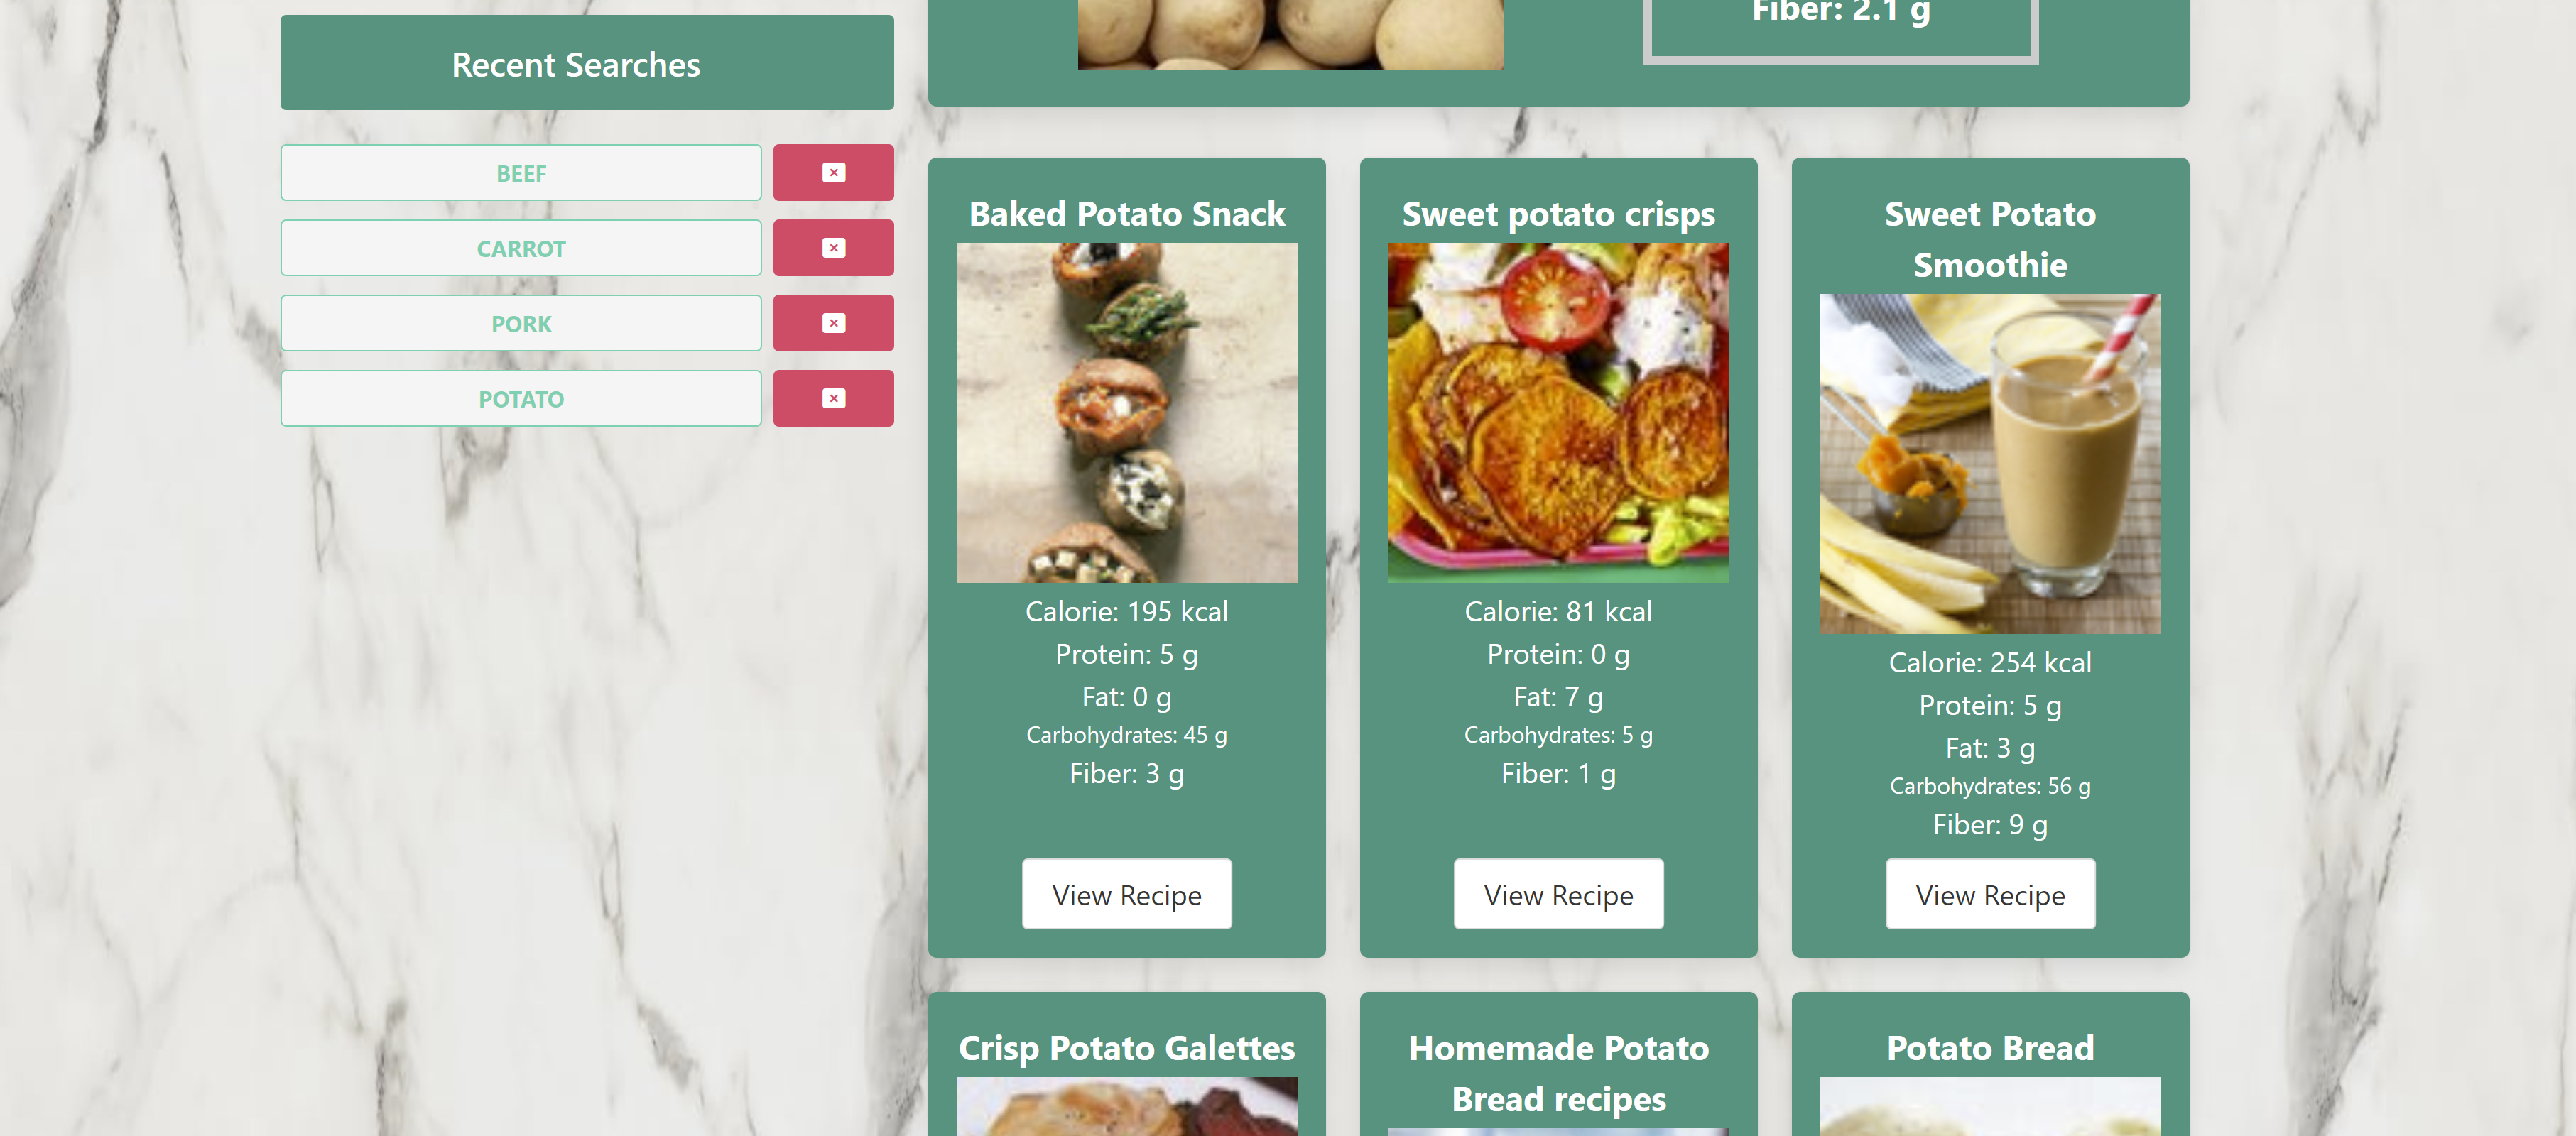 Recent Searches
BEEF
CARROT
PORK
POTATO
Fiber: 2.1 g
Baked Potato Snack
Calorie: 195 kcal
Protein: 5 g
Fat: 0 g
Carbohydrates: 45 g
Fiber: 3 g
View Recipe
Sweet potato crisps
Calorie: 81 kcal
Protein: 0 g
Fat: 7 g
Carbohydrates: 5 g
Fiber: 1 g
View Recipe
Sweet Potato
Smoothie
Calorie: 254 kcal
Protein: 5 g
Fat: 3 g
Carbohydrates: 56 g
Fiber: 9 g
View Recipe
Crisp Potato Galettes
Homemade Potato
Bread recipes
Potato Bread